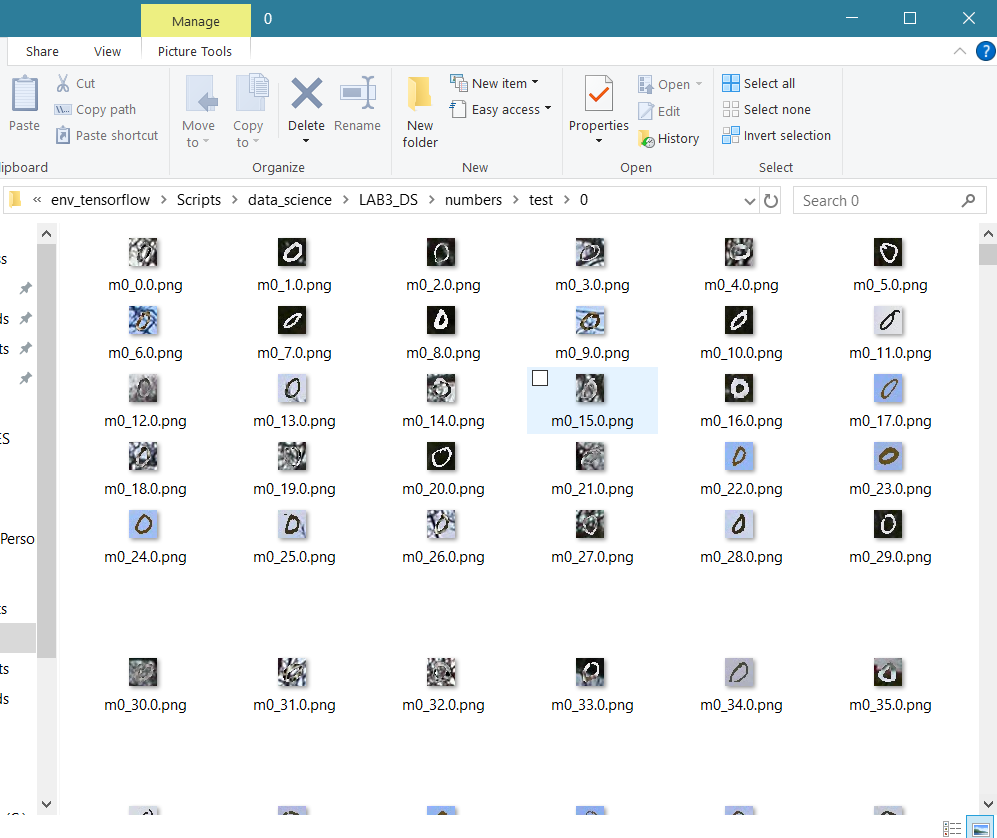 Manage 0
Share View Picture Tools
Paste
Cut
Copy path
Paste shortcut
lipboard
Move to
Copy to
Delete
Rename
Organize
New folder
New item
Easy access
New
Properties
Open
Edit
History
Open
Select all
Select none
Invert selection
Select
« env_tensorflow > Scripts > data_science > LAB3_DS > numbers > test > 0
Search 0
ss
ds
ts
ES
Perso
ts
ts
ds
m0_0.0.png m0_1.0.png m0_2.0.png m0_3.0.png m0_4.0.png m0_5.0.png
m0_6.0.png m0_7.0.png m0_8.0.png m0_9.0.png m0_10.0.png m0_11.0.png
m0_12.0.png m0_13.0.png m0_14.0.png m0_15.0.png m0_16.0.png m0_17.0.png
m0_18.0.png m0_19.0.png m0_20.0.png m0_21.0.png m0_22.0.png m0_23.0.png
m0_24.0.png m0_25.0.png m0_26.0.png m0_27.0.png m0_28.0.png m0_29.0.png
m0_30.0.png m0_31.0.png m0_32.0.png m0_33.0.png m0_34.0.png m0_35.0.png